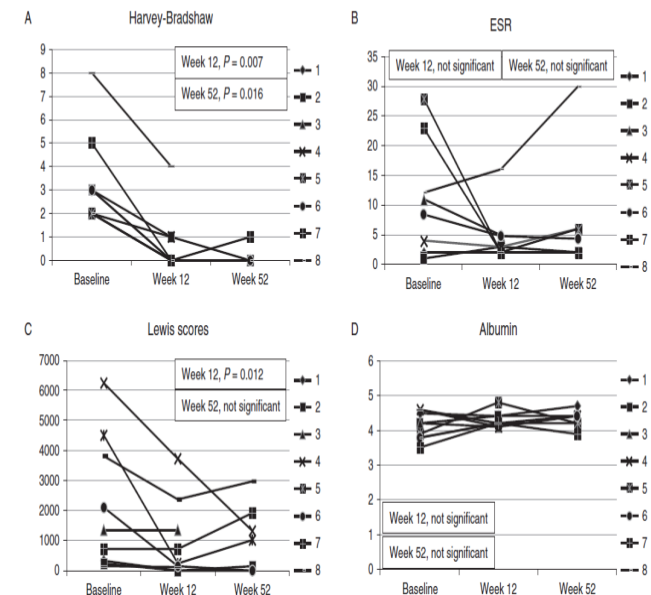 A
Harvey-Bradshaw
9
8
7
6
5
4
3
2
1
0
Week 12, P = 0.007
Week 52, P = 0.016
Baseline
Week 12
Week 52
1
2
3
4
5
6
7
8
B
ESR
35
30
25
20
15
10
5
0
Week 12, not significant
Week 52, not significant
Baseline
Week 12
Week 52
1
2
3
4
5
6
7
8
C
Lewis scores
7000
6000
5000
4000
3000
2000
1000
0
Week 12, P = 0.012
Week 52, not significant
Baseline
Week 12
Week 52
1
2
3
4
5
6
7
8
D
Albumin
6
5
4
3
2
1
0
Week 12, not significant
Week 52, not significant
Baseline
Week 12
Week 52
1
2
3
4
5
6
7
8